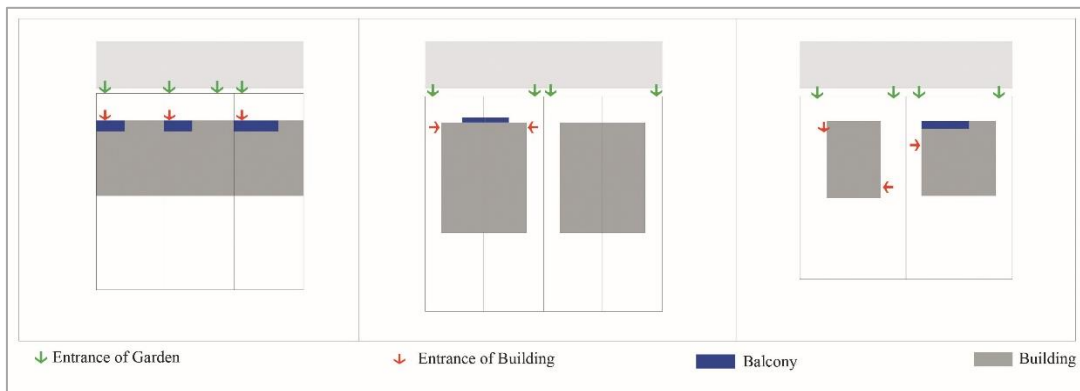 Entrance of Garden
Entrance of Building
Balcony
Building